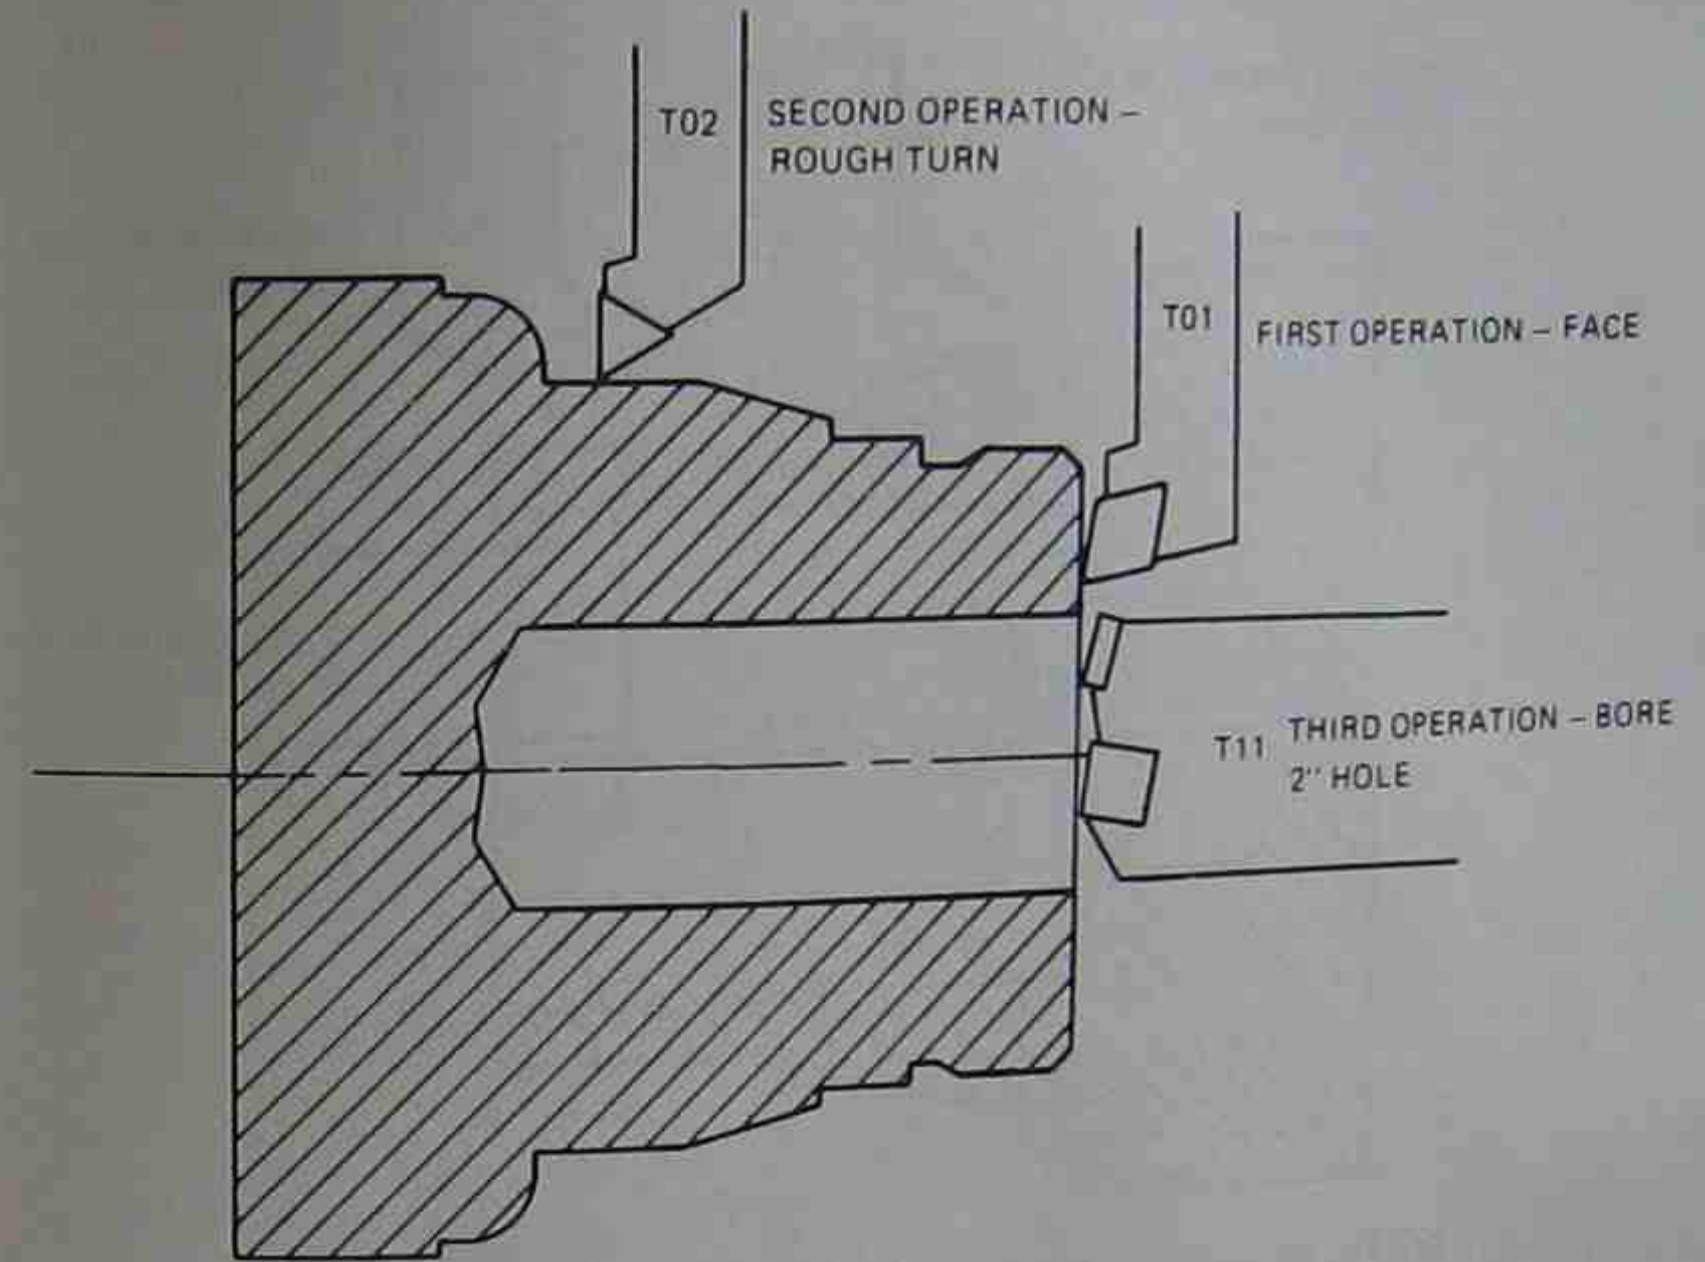 T02
SECOND OPERATION –
ROUGH TURN
T01
FIRST OPERATION – FACE
T11
THIRD OPERATION – BORE
2" HOLE